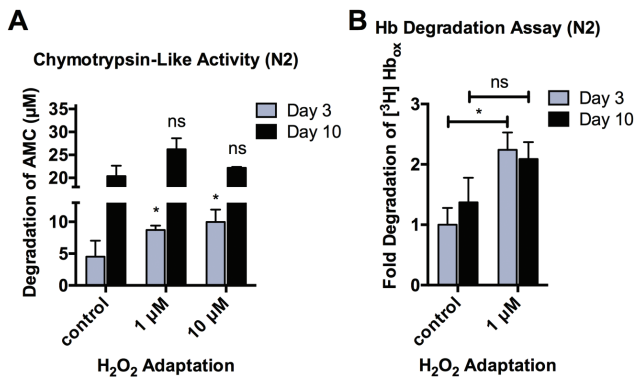 A
Chymotrypsin-Like Activity (N2)
Degradation of AMC (µM)
35
30
25
20
10
5
0
ns
ns
*
*
Day 3
Day 10
control
1 µM
10 µM
H₂O₂ Adaptation
B
Hb Degradation Assay (N2)
Fold Degradation of [³H] Hbₒₓ
3
2
1
0
ns
*
Day 3
Day 10
control
1 µM
H₂O₂ Adaptation